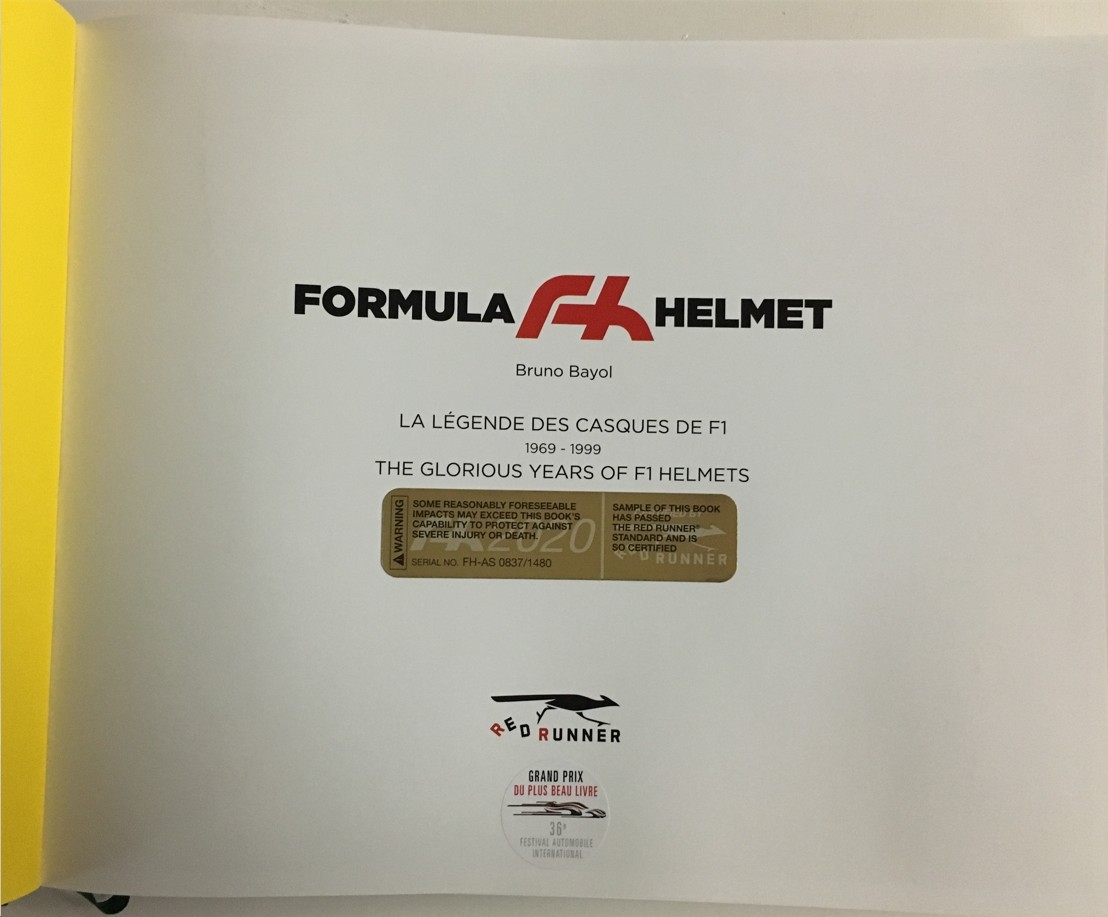 FORMULA Fh HELMET
Bruno Bayol
LA LÉGENDE DES CASQUES DE F1
1969 - 1999
THE GLORIOUS YEARS OF F1 HELMETS
WARNING
SOME REASONABLY FORESEEABLE
IMPACTS MAY EXCEED THIS BOOK'S
CAPABILITY TO PROTECT AGAINST
SEVERE INJURY OR DEATH.
2020
SERIAL NO. FH-AS 0837/1480
SAMPLE OF THIS BOOK
HAS PASSED
THE RED RUNNER®
STANDARD AND IS
SO CERTIFIED
RED RUNNER
RED RUNNER
GRAND PRIX
DU PLUS BEAU LIVRE
36e
FESTIVAL AUTOMOBILE
INTERNATIONAL